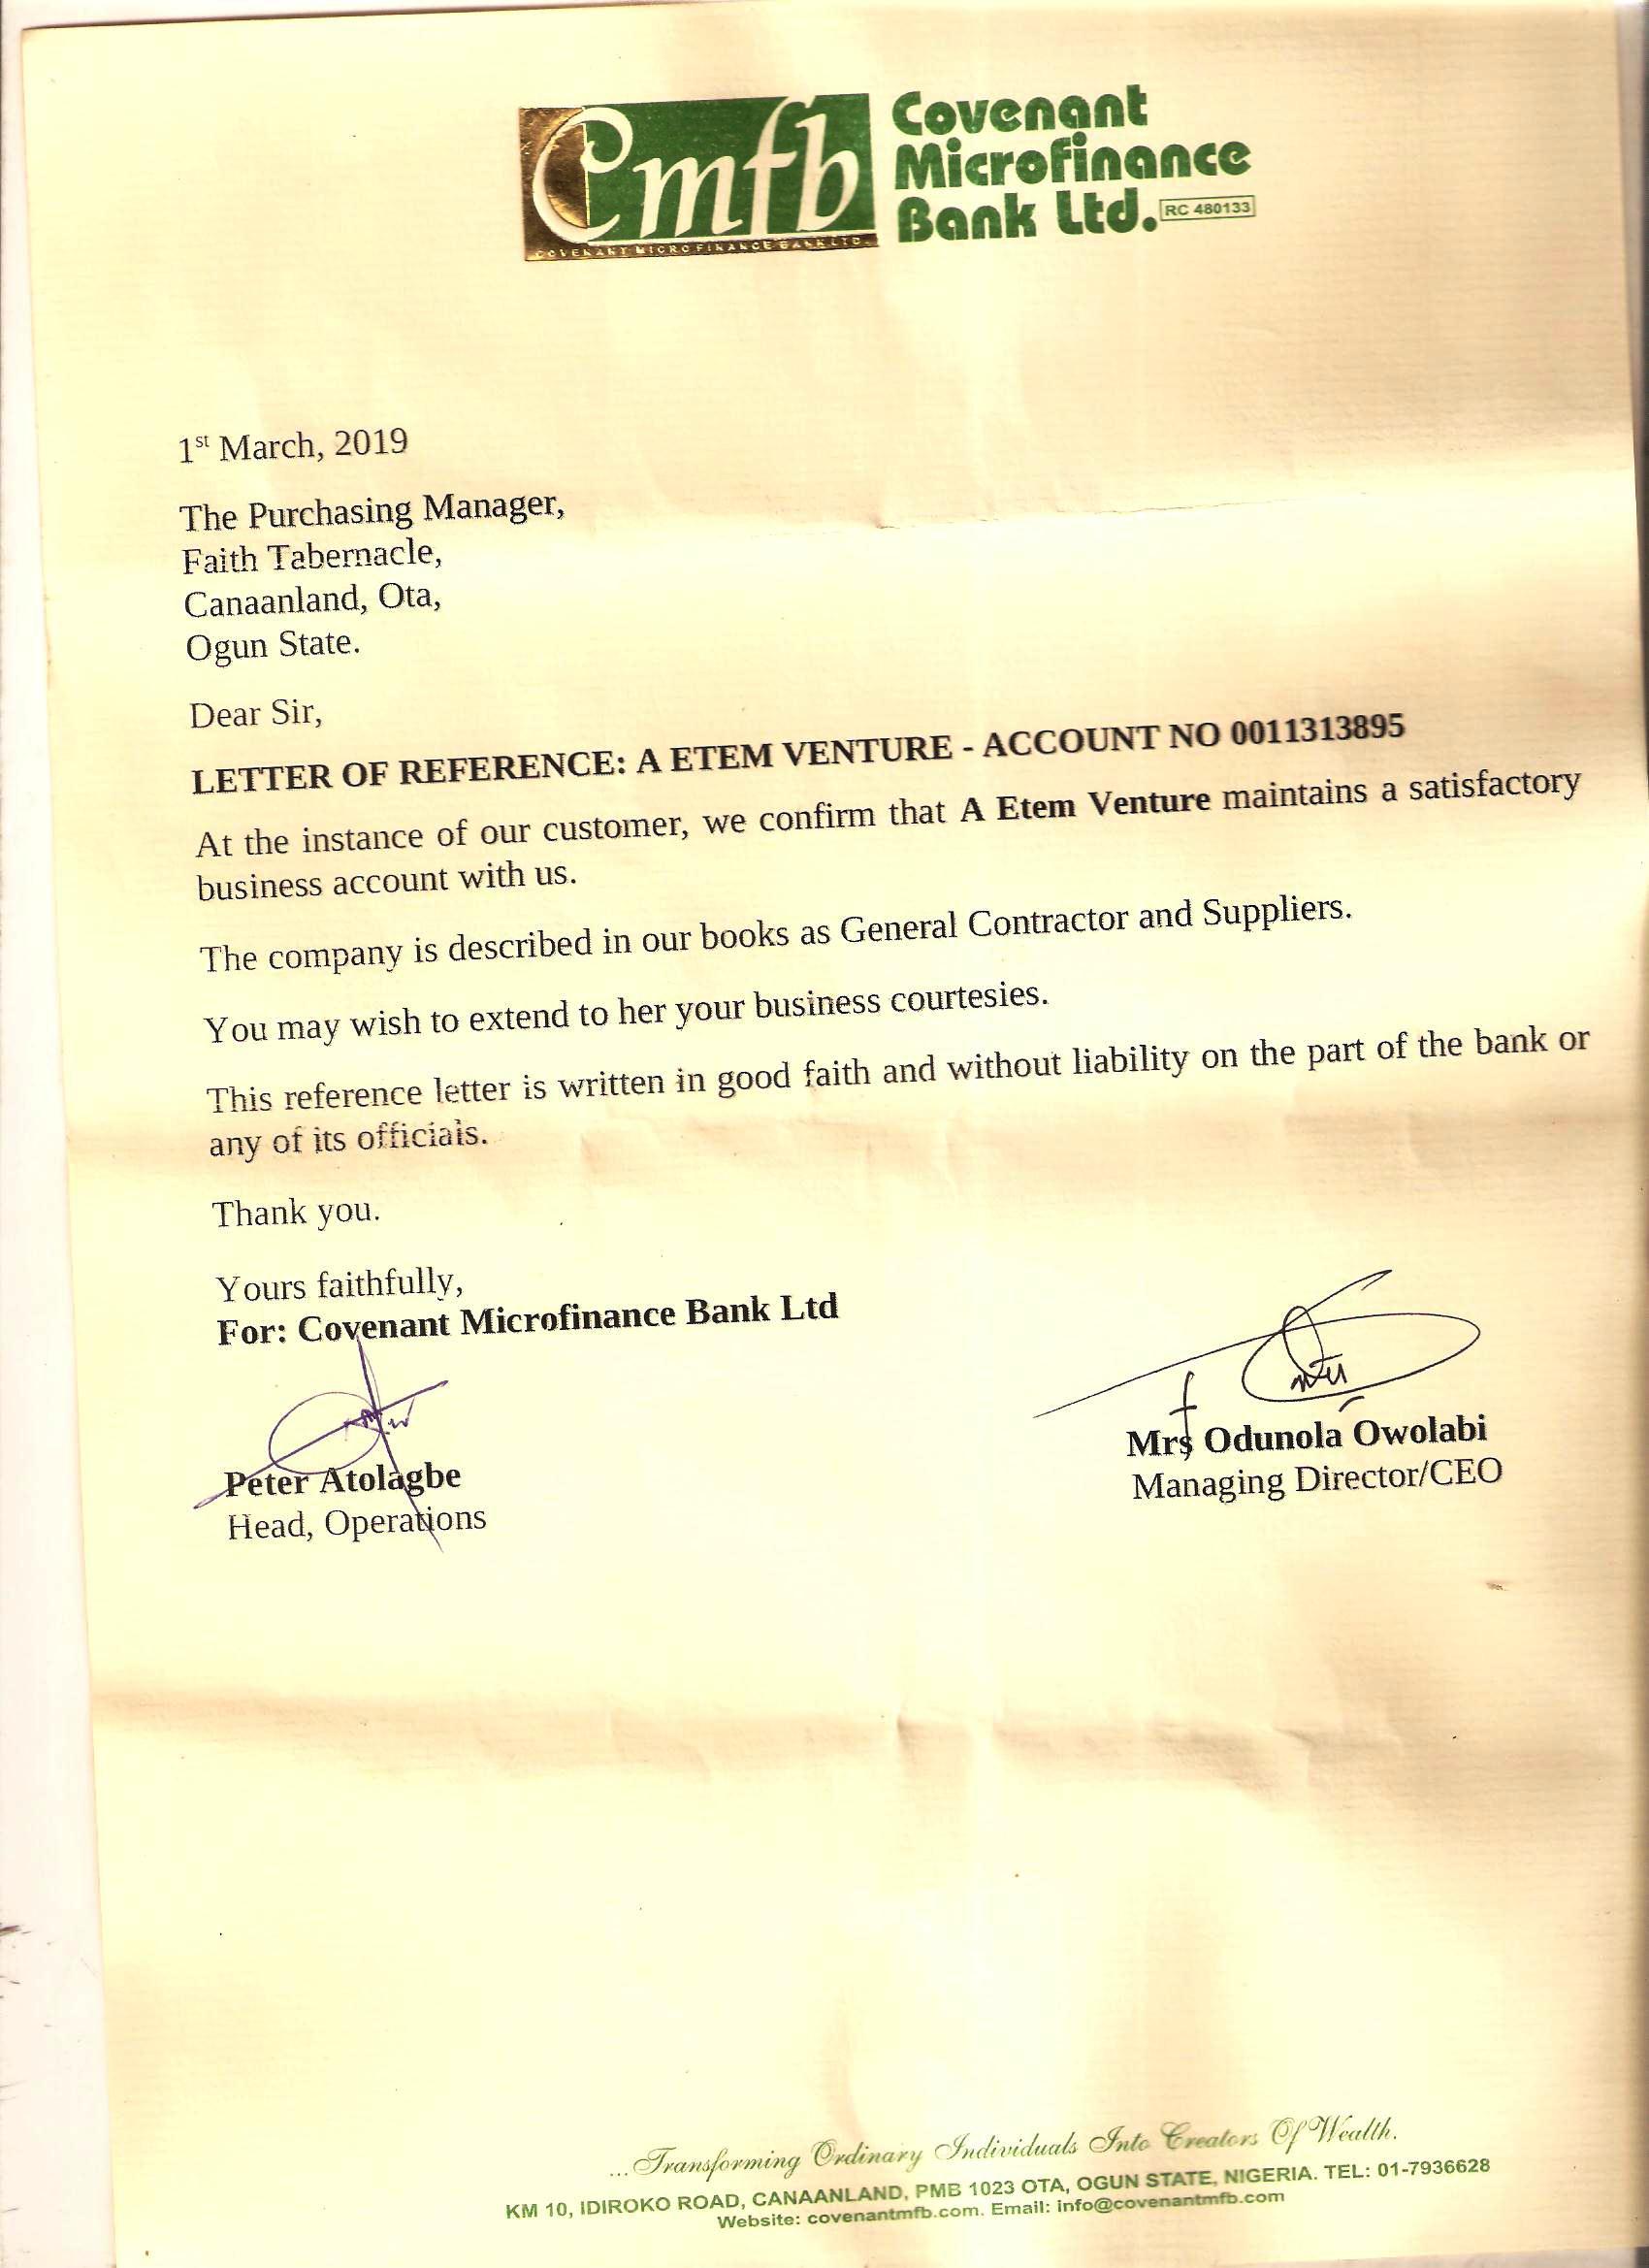 Cmfb
COVENANT MICROFINANCE BANK LTD.
Covenant
Microfinance
Bank Ltd.
RC 480133
1st March, 2019
The Purchasing Manager,
Faith Tabernacle,
Canaanland, Ota,
Ogun State.
Dear Sir,
LETTER OF REFERENCE: A ETEM VENTURE - ACCOUNT NO 0011313895
At the instance of our customer, we confirm that A Etem Venture maintains a satisfactory
business account with us.
The company is described in our books as General Contractor and Suppliers.
You may wish to extend to her your business courtesies.
This reference letter is written in good faith and without liability on the part of the bank or
any of its officials.
Thank you.
Yours faithfully,
For: Covenant Microfinance Bank Ltd
Peter Atolagbe
Head, Operations
Mrs Odunola Owolabi
Managing Director/CEO
...Transforming Ordinary Individuals Into Creators Of Wealth.
KM 10, IDIROKO ROAD, CANAANLAND, PMB 1023 OTA, OGUN STATE, NIGERIA. TEL: 01-7936628
Website: covenantmfb.com. Email: info@covenantmfb.com